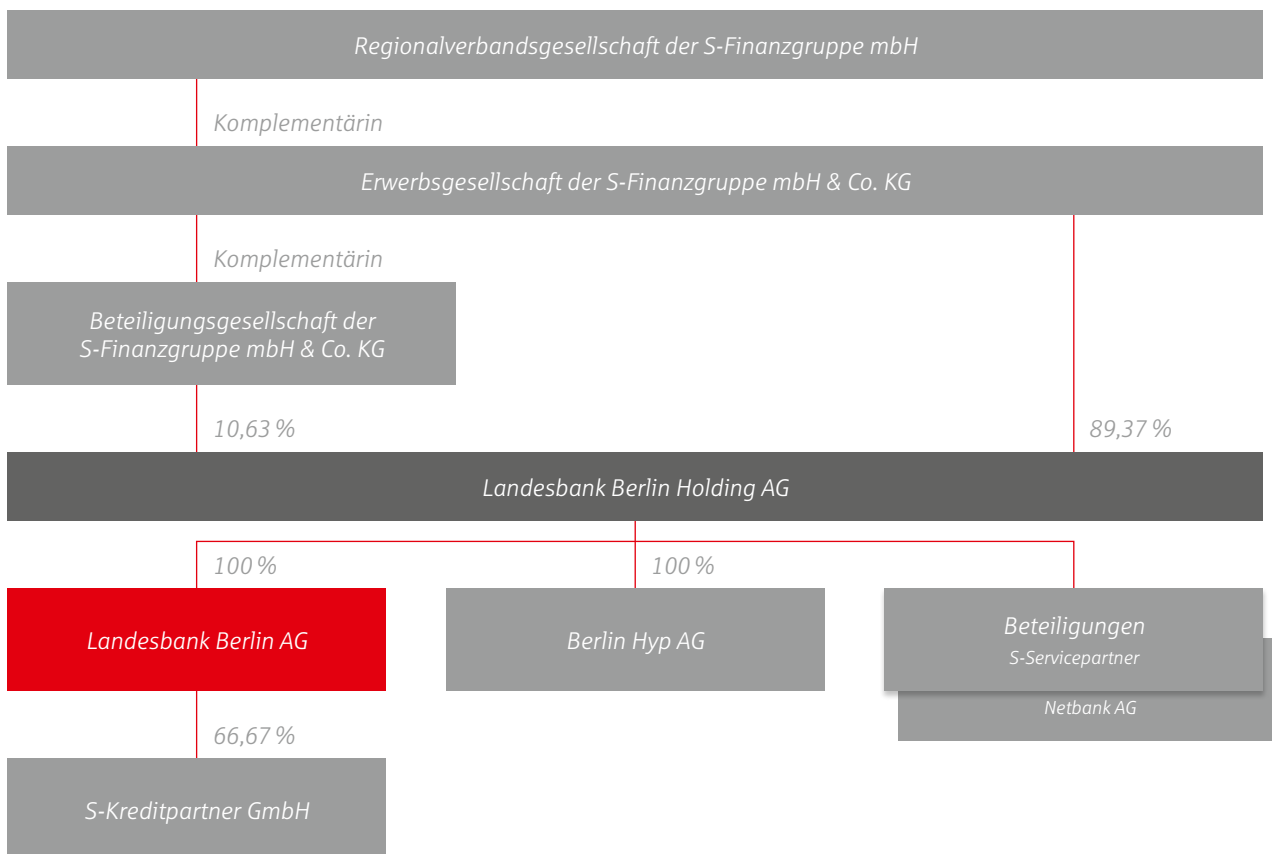 Regionalverbandsgesellschaft der S-Finanzgruppe mbH
Komplementärin
Erwerbsgesellschaft der S-Finanzgruppe mbH & Co. KG
Komplementärin
Beteiligungsgesellschaft der
S-Finanzgruppe mbH & Co. KG
10,63 %
89,37 %
Landesbank Berlin Holding AG
100 %
100 %
Landesbank Berlin AG
Berlin Hyp AG
Beteiligungen
S-Servicepartner
Netbank AG
66,67 %
S-Kreditpartner GmbH